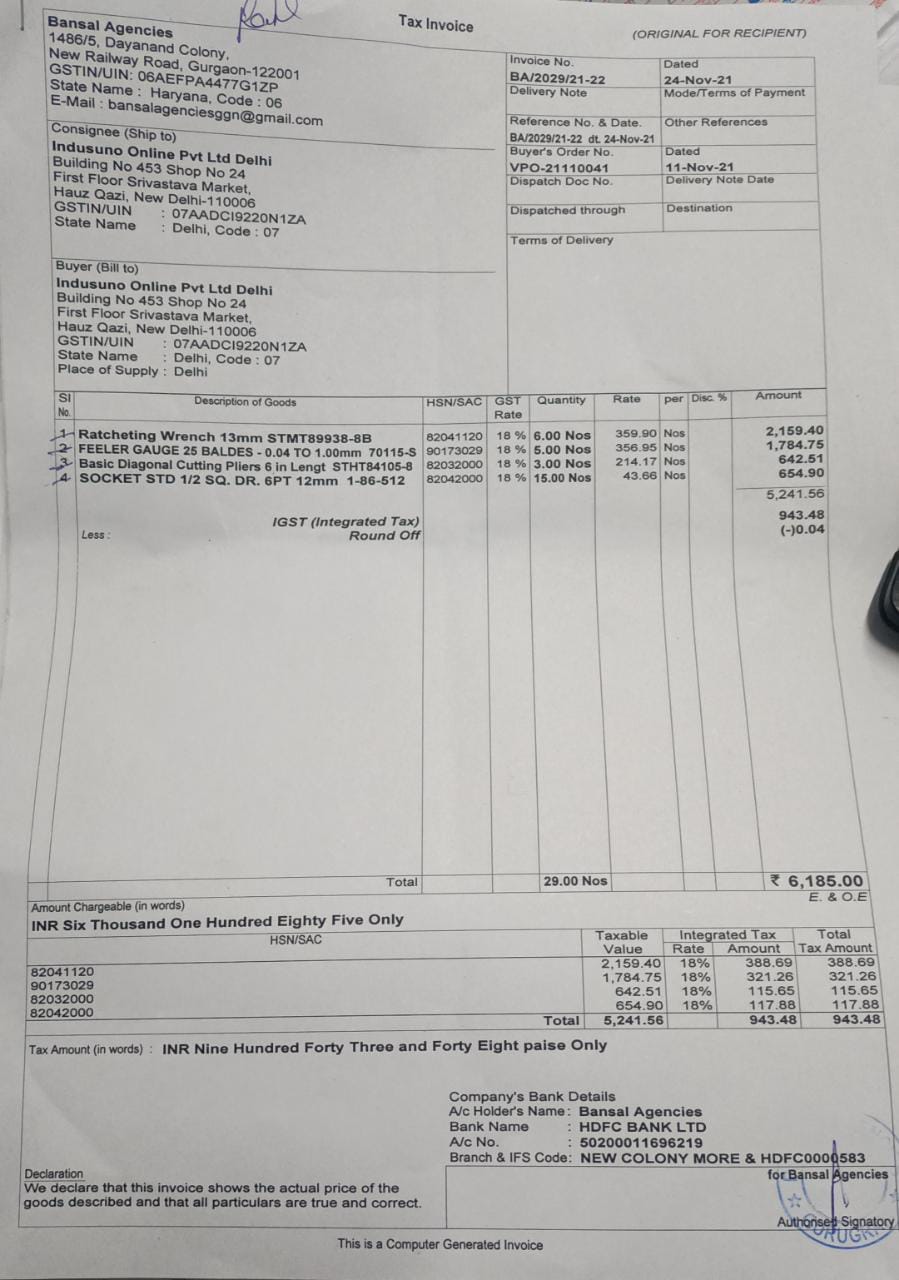 Tax Invoice
(ORIGINAL FOR RECIPIENT)
Bansal Agencies
1486/5, Dayanand Colony,
New Railway Road, Gurgaon-122001
GSTIN/UIN: 06AEFPA4477G1ZP
State Name : Haryana, Code : 06
E-Mail : bansalagenciesggn@gmail.com
Invoice No. Dated
BA/2029/21-22 24-Nov-21
Delivery Note Mode/Terms of Payment
Reference No. & Date. Other References
BA/2029/21-22 dt. 24-Nov-21
Buyer's Order No. Dated
VPO-21110041 11-Nov-21
Dispatch Doc No. Delivery Note Date
Dispatched through Destination
Terms of Delivery
Consignee (Ship to)
Indusuno Online Pvt Ltd Delhi
Building No 453 Shop No 24
First Floor Srivastava Market,
Hauz Qazi, New Delhi-110006
GSTIN/UIN : 07AADCI9220N1ZA
State Name : Delhi, Code : 07
Buyer (Bill to)
Indusuno Online Pvt Ltd Delhi
Building No 453 Shop No 24
First Floor Srivastava Market,
Hauz Qazi, New Delhi-110006
GSTIN/UIN : 07AADCI9220N1ZA
State Name : Delhi, Code : 07
Place of Supply : Delhi
Sl No. Description of Goods HSN/SAC GST Rate Quantity Rate per Disc. % Amount
1 Ratcheting Wrench 13mm STMT89938-8B 82041120 18 % 6.00 Nos 359.90 Nos 2,159.40
2 FEELER GAUGE 25 BALDES - 0.04 TO 1.00mm 70115-S 90173029 18 % 5.00 Nos 356.95 Nos 1,784.75
3 Basic Diagonal Cutting Pliers 6 in Lengt STHT84105-8 82032000 18 % 3.00 Nos 214.17 Nos 642.51
4 SOCKET STD 1/2 SQ. DR. 6PT 12mm 1-86-512 82042000 18 % 15.00 Nos 43.66 Nos 654.90
5,241.56
IGST (Integrated Tax) 943.48
Less : Round Off (-)0.04
Total 29.00 Nos ₹ 6,185.00
Amount Chargeable (in words) E. & O.E
INR Six Thousand One Hundred Eighty Five Only
HSN/SAC Taxable Value Integrated Tax Rate Amount Total Tax Amount
82041120 2,159.40 18% 388.69 388.69
90173029 1,784.75 18% 321.26 321.26
82032000 642.51 18% 115.65 115.65
82042000 654.90 18% 117.88 117.88
Total 5,241.56 943.48 943.48
Tax Amount (in words) : INR Nine Hundred Forty Three and Forty Eight paise Only
Company's Bank Details
A/c Holder's Name : Bansal Agencies
Bank Name : HDFC BANK LTD
A/c No. : 50200011696219
Branch & IFS Code: NEW COLONY MORE & HDFC0000583
Declaration
We declare that this invoice shows the actual price of the
goods described and that all particulars are true and correct.
for Bansal Agencies
Authorised Signatory
This is a Computer Generated Invoice